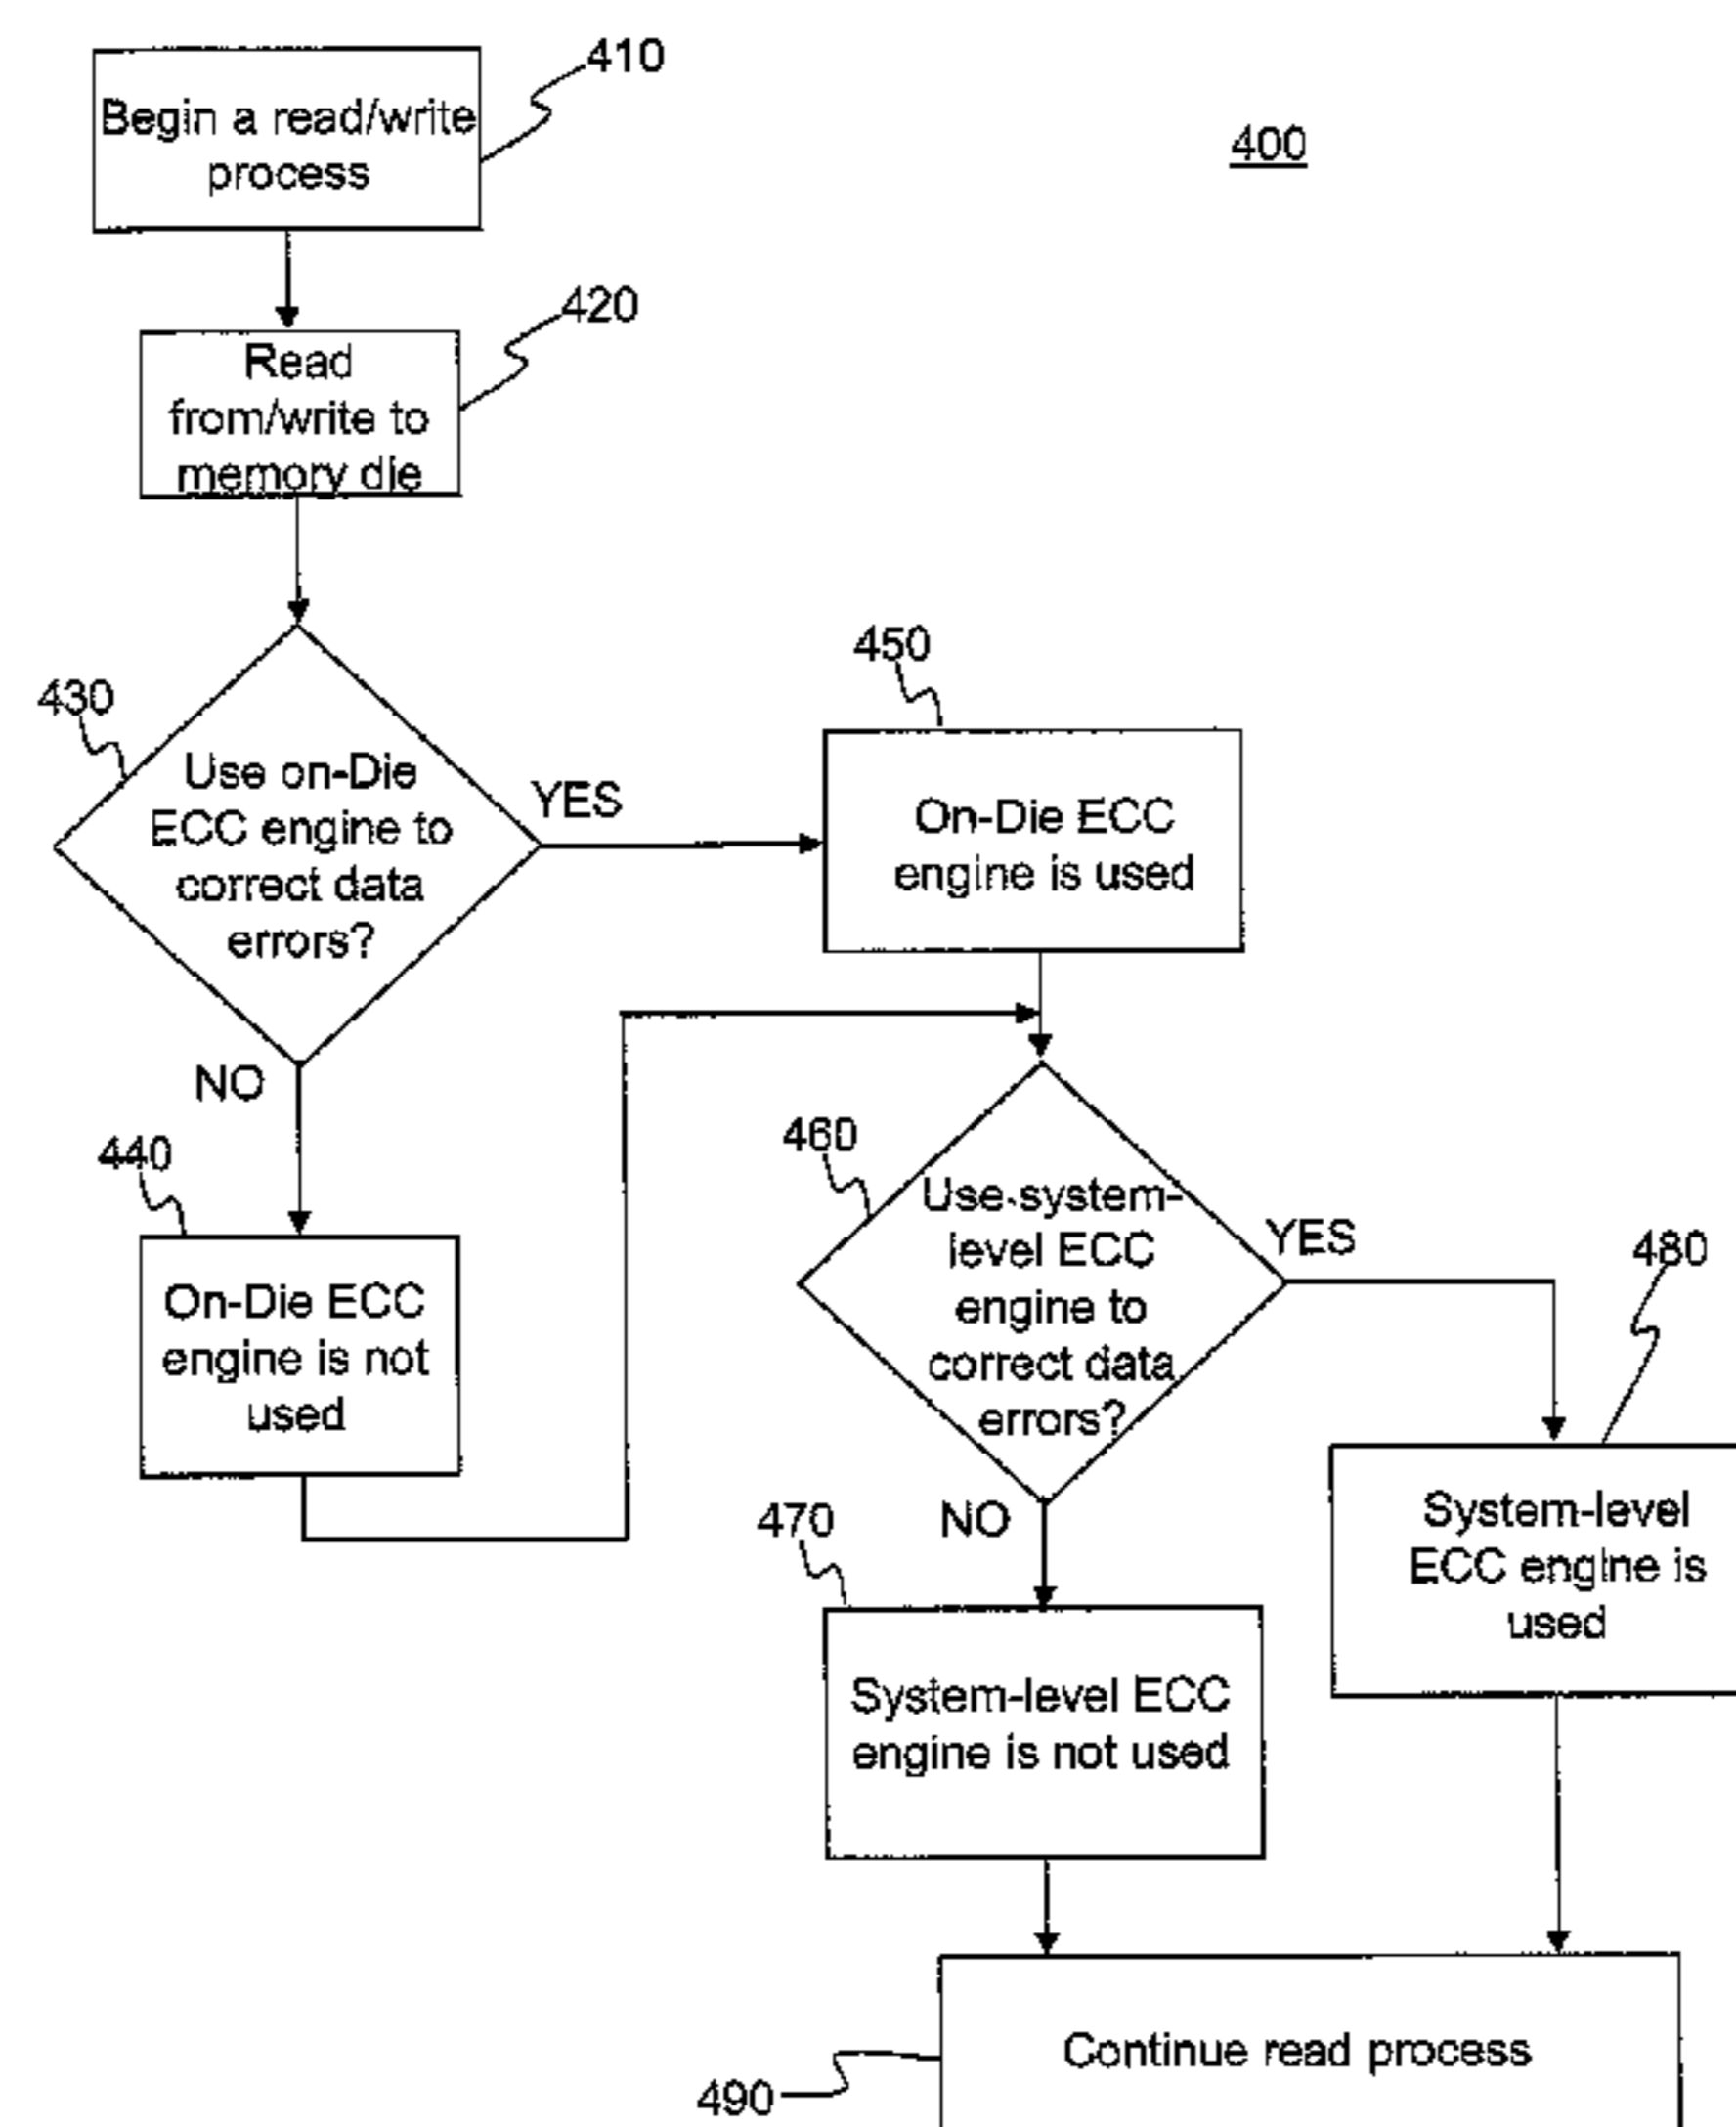 410
Begin a read/write
process
400
420
Read
from/write to
memory die
430
Use on-Die
ECC engine to
correct data
errors?
YES
450
On-Die ECC
engine is used
NO
440
On-Die ECC
engine is not
used
460
Use system-
level ECC
engine to
correct data
errors?
YES
480
System-level
ECC engine is
used
NO
470
System-level ECC
engine is not used
Continue read process
490